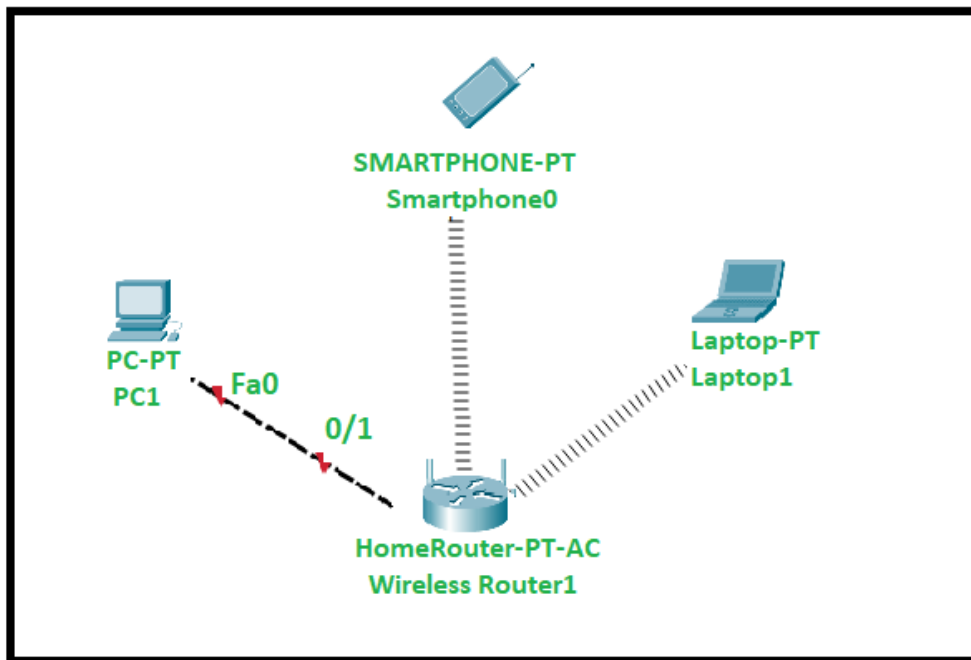 SMARTPHONE-PT
Smartphone0
PC-PT
PC1
Fa0
0/1
Laptop-PT
Laptop1
HomeRouter-PT-AC
Wireless Router1